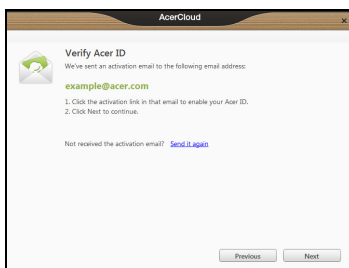 AcerCloud
Verify Acer ID
We've sent an activation email to the following email address:
example@acer.com
1. Click the activation link in that email to enable your Acer ID.
2. Click Next to continue.
Not received the activation email? Send it again
Previous Next